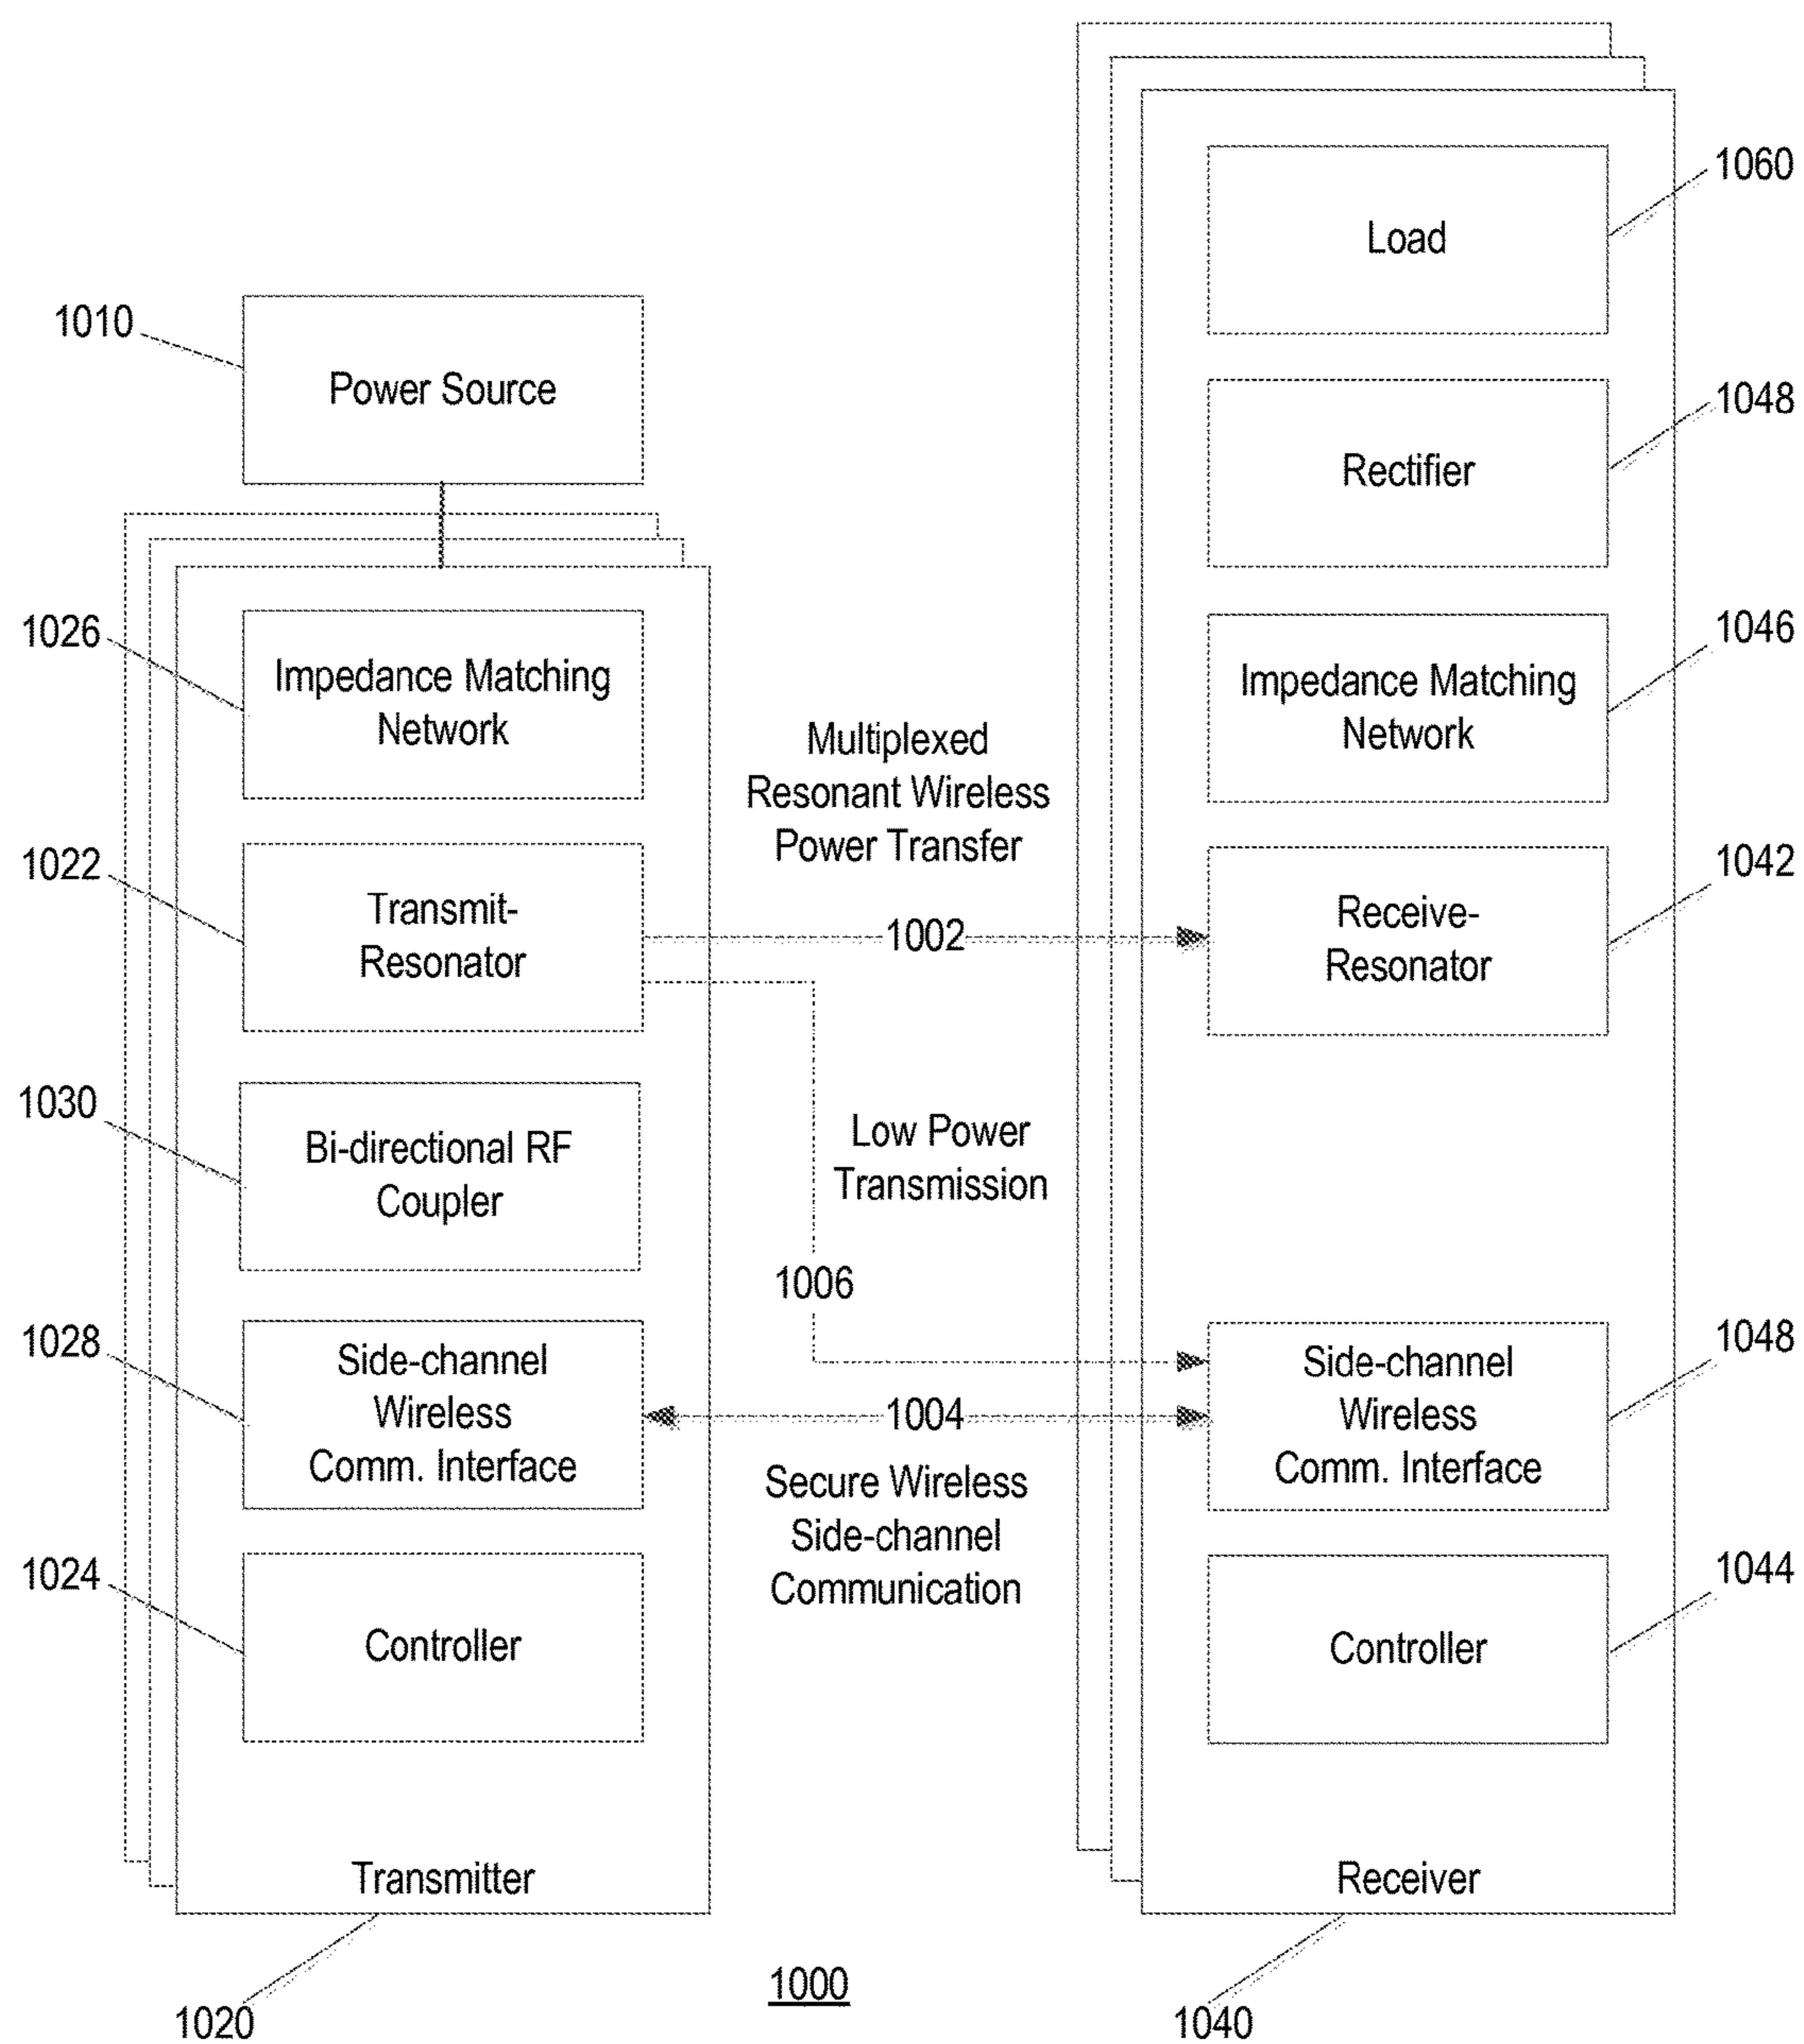 1010
Power Source
1026
Impedance Matching
Network
1022
Transmit-
Resonator
1030
Bi-directional RF
Coupler
1028
Side-channel
Wireless
Comm. Interface
1024
Controller
Transmitter
1020
Multiplexed
Resonant Wireless
Power Transfer
1002
Low Power
Transmission
1006
1004
Secure Wireless
Side-channel
Communication
1000
1060
Load
1048
Rectifier
1046
Impedance Matching
Network
1042
Receive-
Resonator
1048
Side-channel
Wireless
Comm. Interface
1044
Controller
Receiver
1040